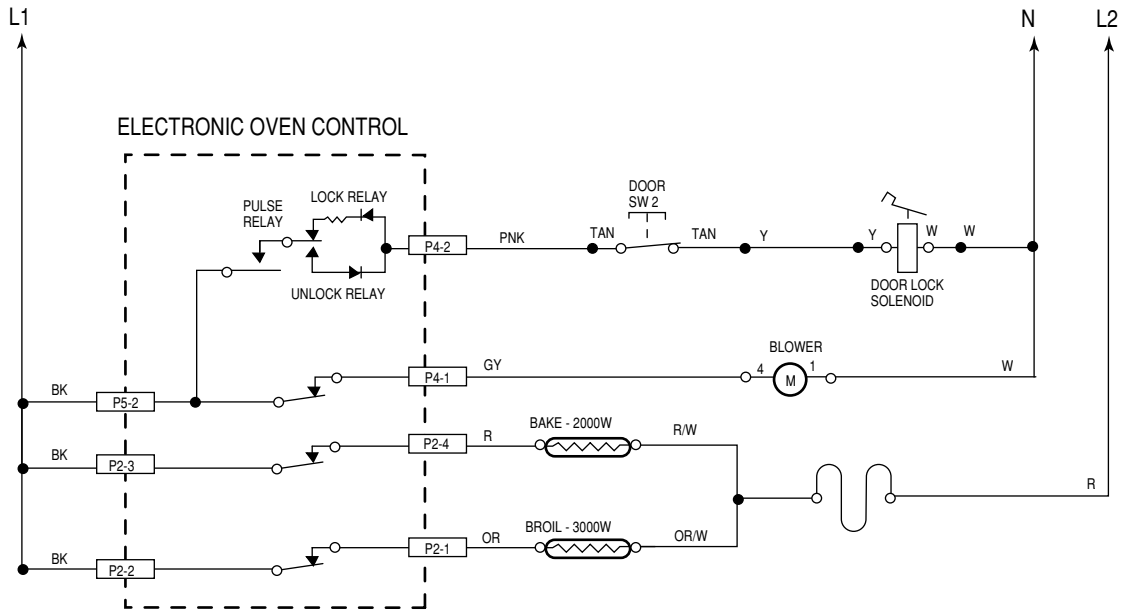 L1
N
L2
ELECTRONIC OVEN CONTROL
LOCK RELAY
PULSE
RELAY
UNLOCK RELAY
P4-2
PNK
TAN
DOOR
SW 2
TAN
Y
Y
W
W
DOOR LOCK
SOLENOID
BK
P5-2
P4-1
GY
BLOWER
4
M
1
W
BK
P2-3
P2-4
R
BAKE - 2000W
R/W
R
BK
P2-2
P2-1
OR
BROIL - 3000W
OR/W